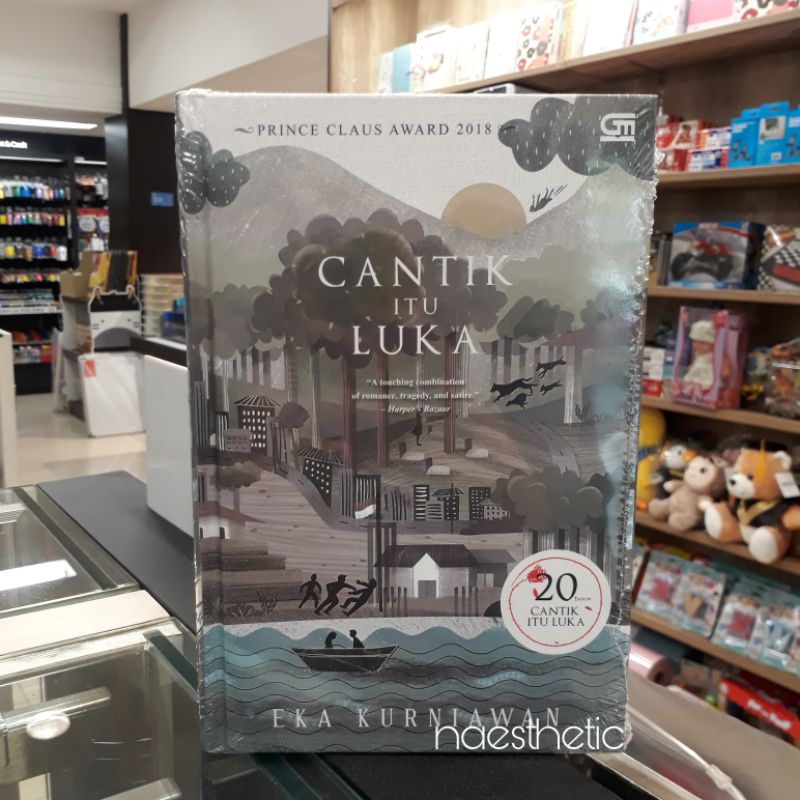 PRINCE CLAUS AWARD 2018
GM
CANTIK
ITU
LUKA
"A touching combination
of romance, tragedy, and satire."
- Harper's Bazaar
20
TAHUN
CANTIK
ITU LUKA
EKA KURNIAWAN
haesthetic